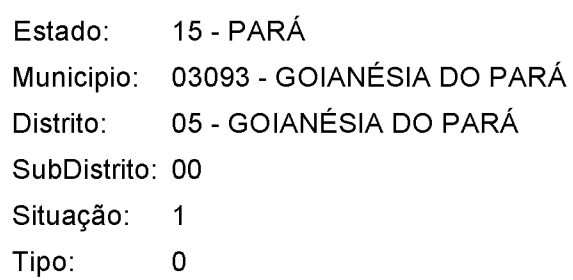 Estado: 15 - PARÁ
Municipio: 03093 - GOIANÉSIA DO PARÁ
Distrito: 05 - GOIANÉSIA DO PARÁ
SubDistrito: 00
Situação: 1
Tipo: 0